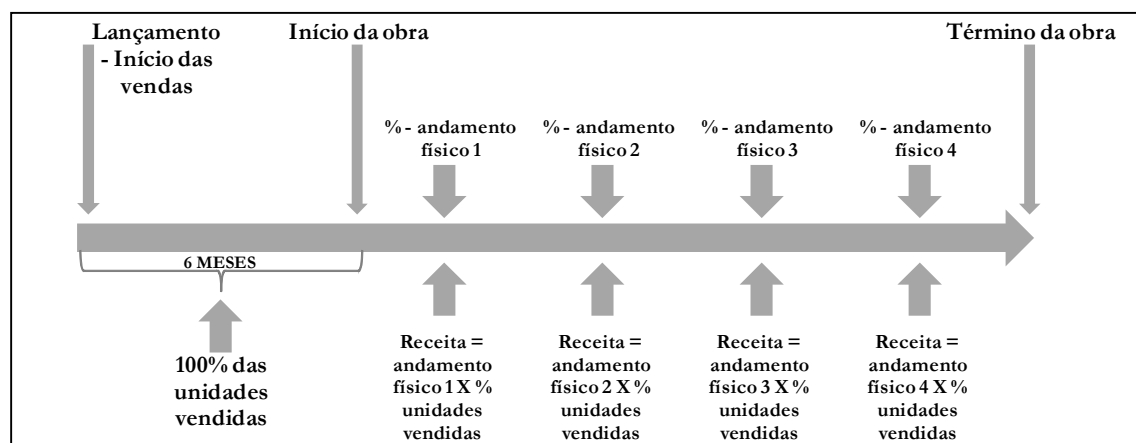 Lançamento
- Início das
vendas
Início da obra
Término da obra
% - andamento
físico 1
% - andamento
físico 2
% - andamento
físico 3
% - andamento
físico 4
6 MESES
100% das
unidades
vendidas
Receita =
andamento
físico 1 X %
unidades
vendidas
Receita =
andamento
físico 2 X %
unidades
vendidas
Receita =
andamento
físico 3 X %
unidades
vendidas
Receita =
andamento
físico 4 X %
unidades
vendidas